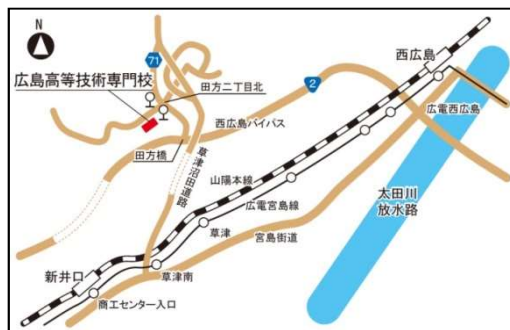 N
71
西広島
広島高等技術専門校
田方二丁目北
2
広電西広島
西広島バイパス
田方橋
草津沼田道路
山陽本線
広電宮島線
太田川
放水路
草津
宮島街道
新井口
草津南
商工センター入口